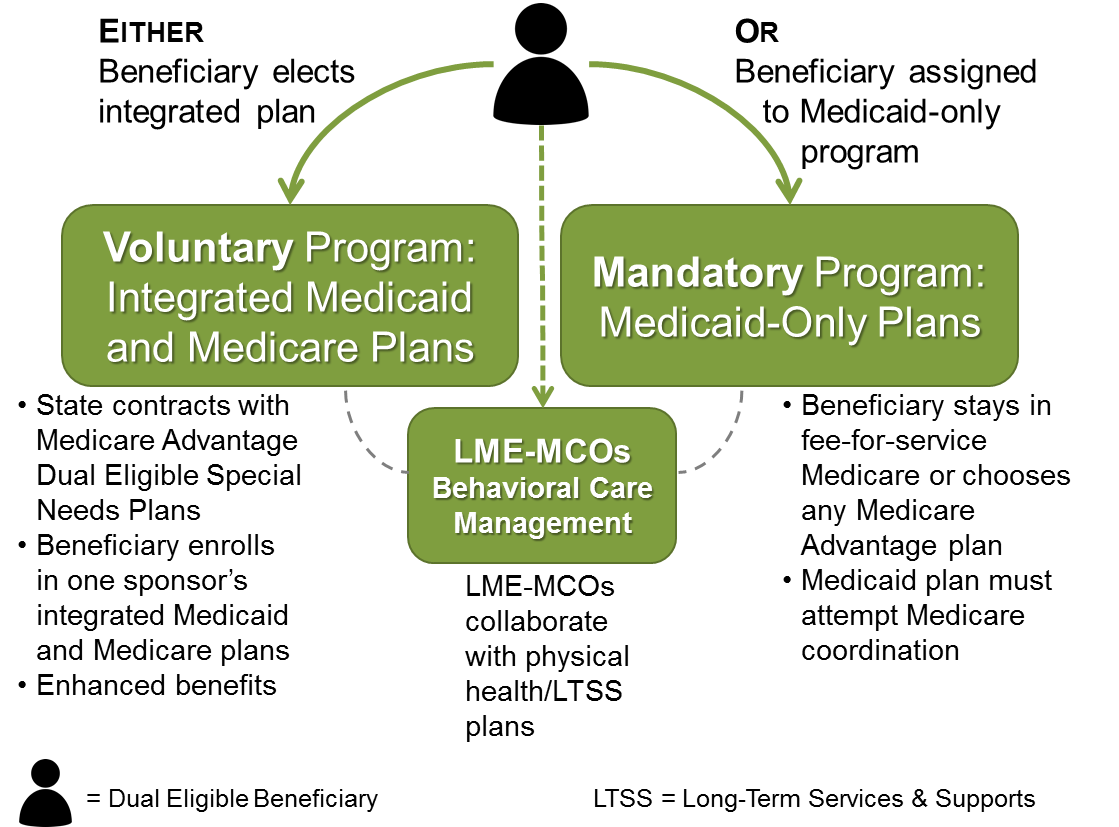 EITHER
Beneficiary elects
integrated plan
OR
Beneficiary assigned
to Medicaid-only
program
Voluntary Program:
Integrated Medicaid
and Medicare Plans
Mandatory Program:
Medicaid-Only Plans
• State contracts with
Medicare Advantage
Dual Eligible Special
Needs Plans
• Beneficiary enrolls
in one sponsor’s
integrated Medicaid
and Medicare plans
• Enhanced benefits
LME-MCOs
Behavioral Care
Management
LME-MCOs
collaborate
with physical
health/LTSS
plans
• Beneficiary stays in
fee-for-service
Medicare or chooses
any Medicare
Advantage plan
• Medicaid plan must
attempt Medicare
coordination
= Dual Eligible Beneficiary
LTSS = Long-Term Services & Supports